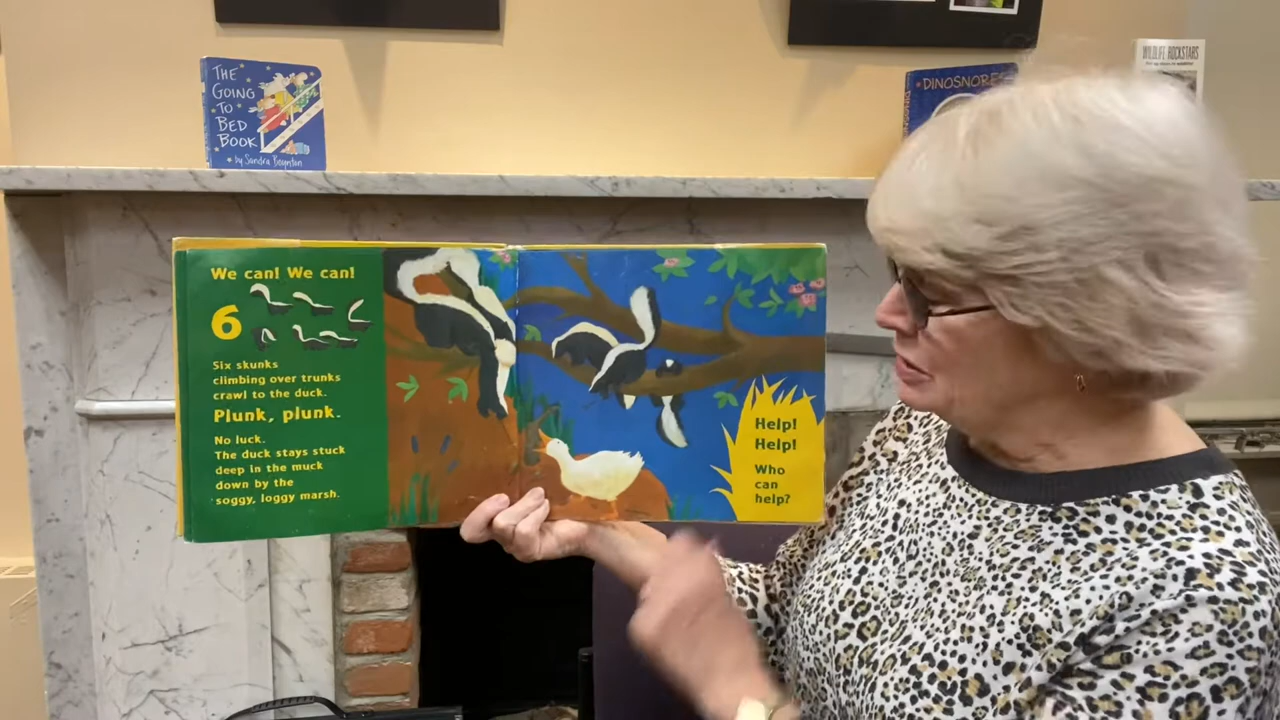 THE
GOING
TO
BED
BOOK
by Sandra Boynton
DINOSNORES
WILDLIFE ROCKSTARS
We can! We can!
6
Six skunks
climbing over trunks
crawl to the duck.
Plunk, plunk.
No luck.
The duck stays stuck
deep in the muck
down by the
soggy, loggy marsh.
Help!
Help!
Who
can
help?